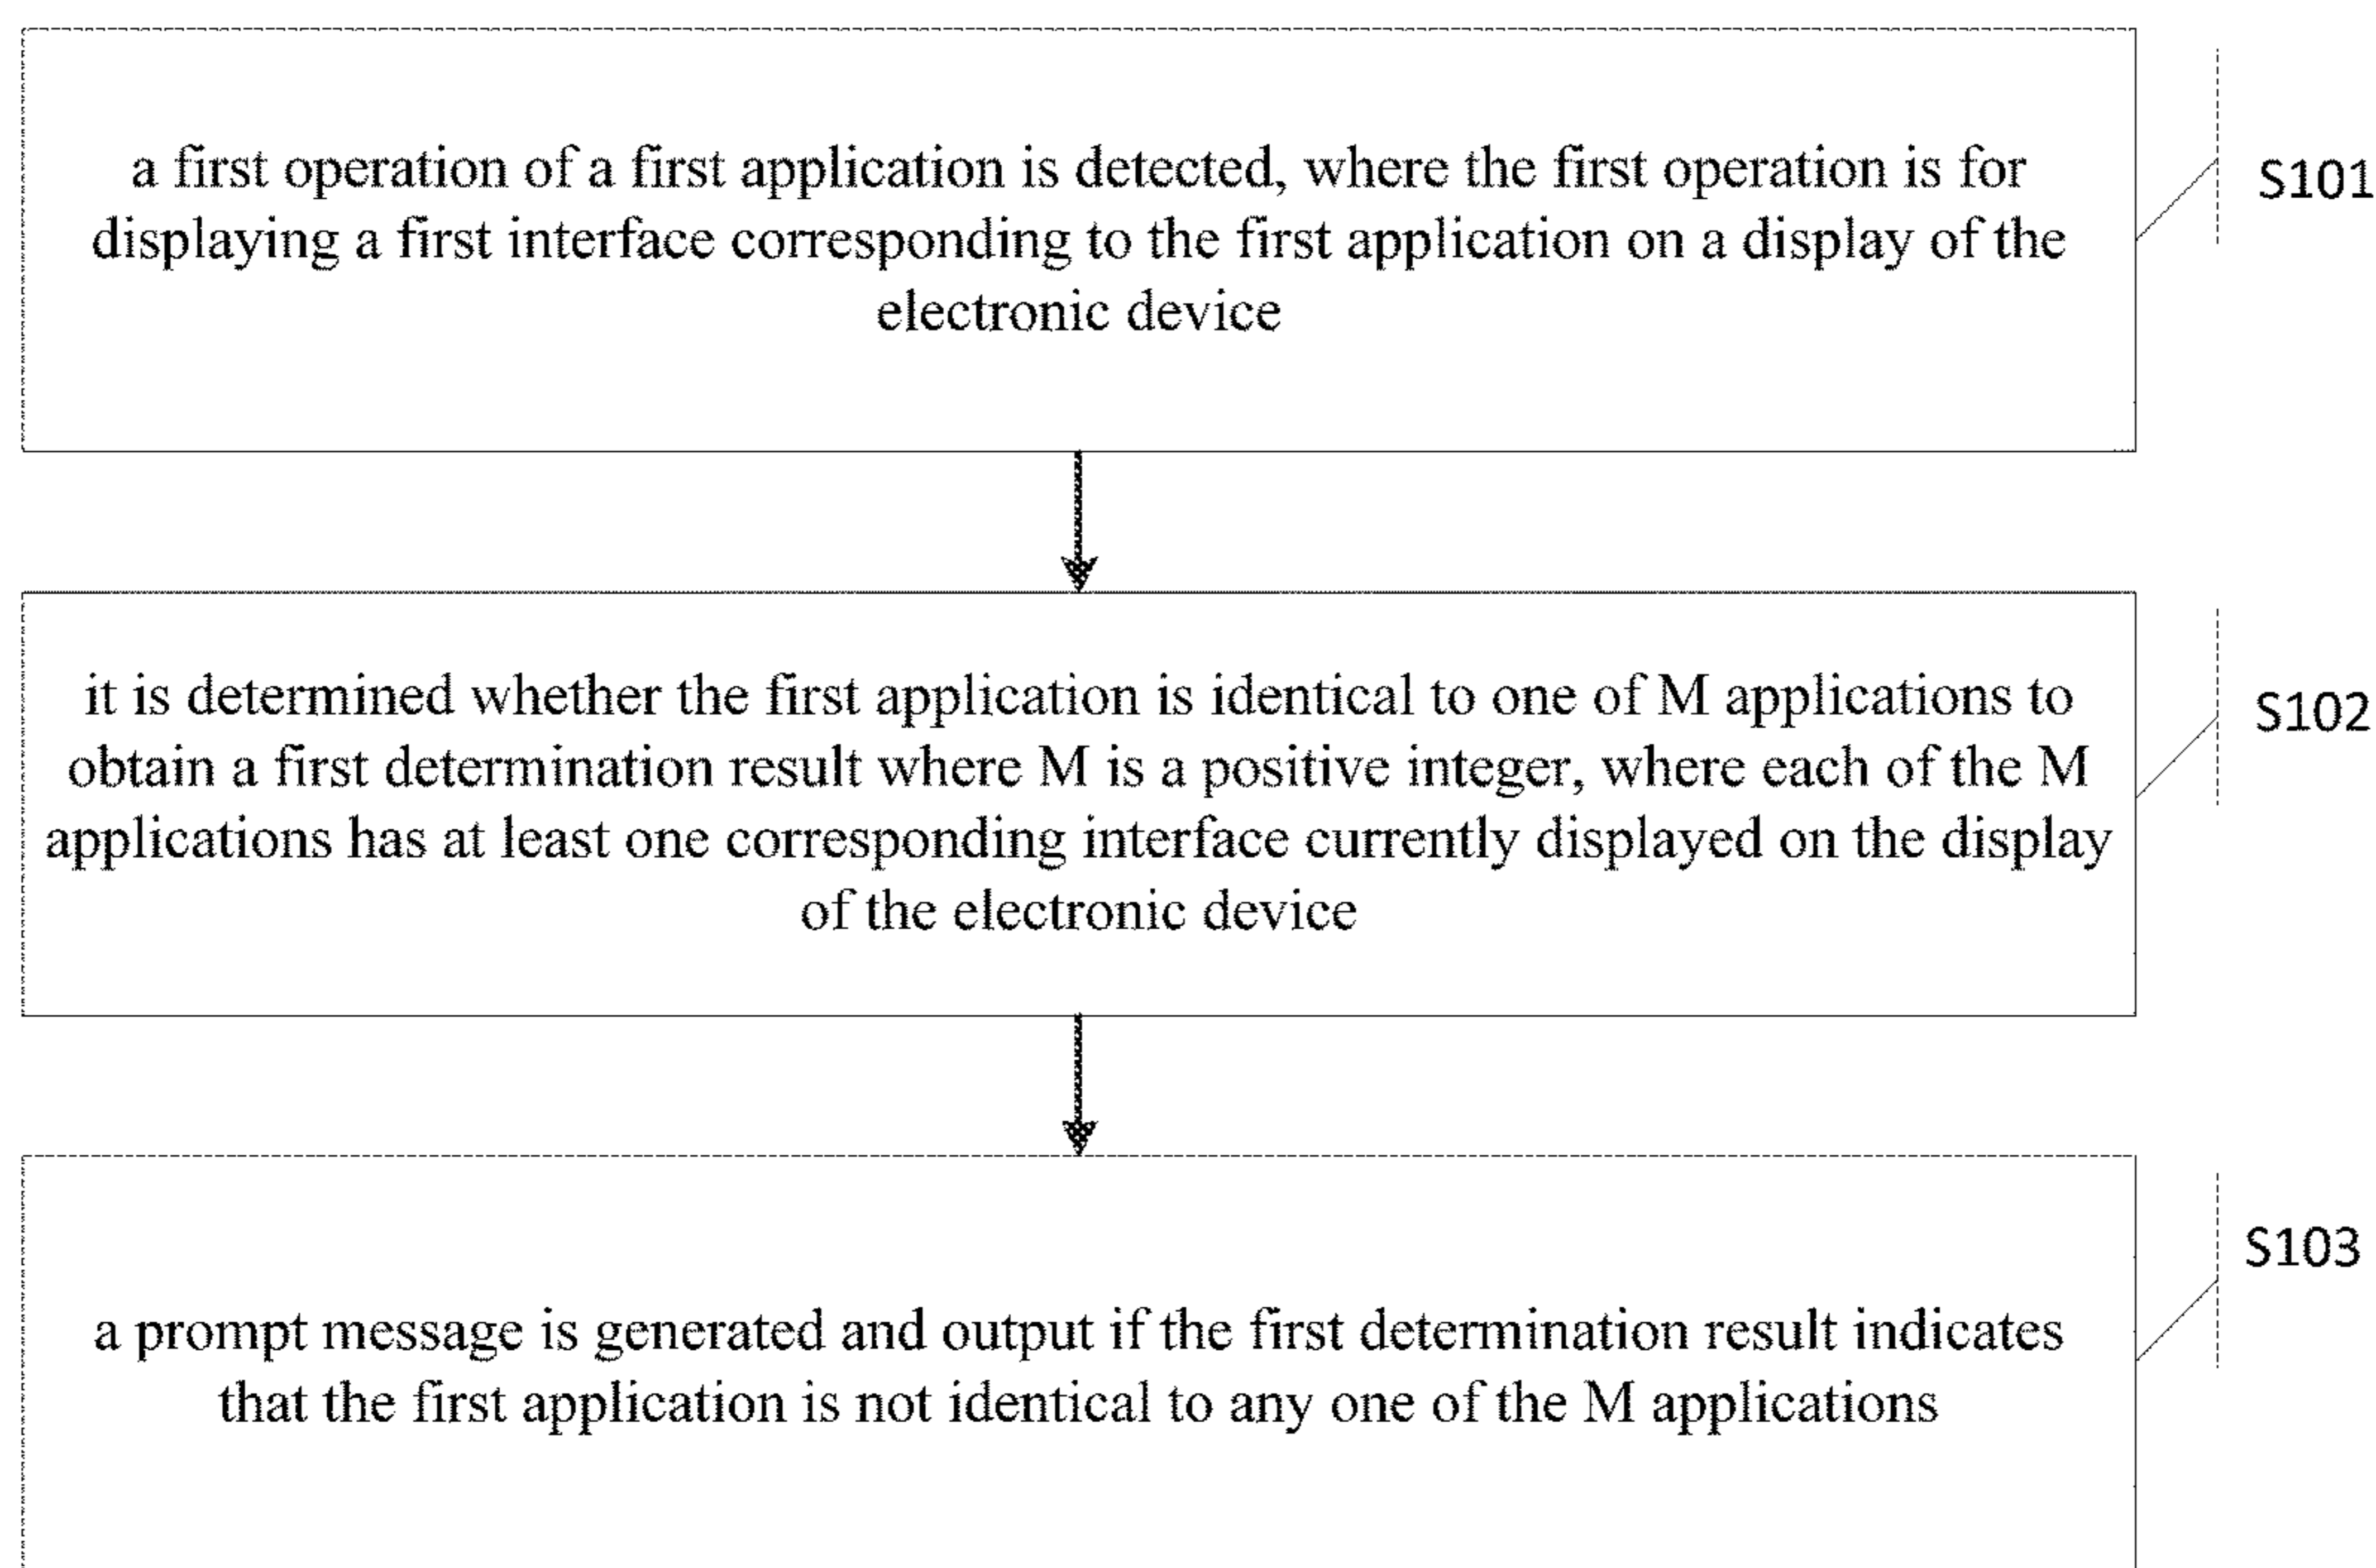 a first operation of a first application is detected, where the first operation is for
displaying a first interface corresponding to the first application on a display of the
electronic device
S101
it is determined whether the first application is identical to one of M applications to
obtain a first determination result where M is a positive integer, where each of the M
applications has at least one corresponding interface currently displayed on the display
of the electronic device
S102
a prompt message is generated and output if the first determination result indicates
that the first application is not identical to any one of the M applications
S103